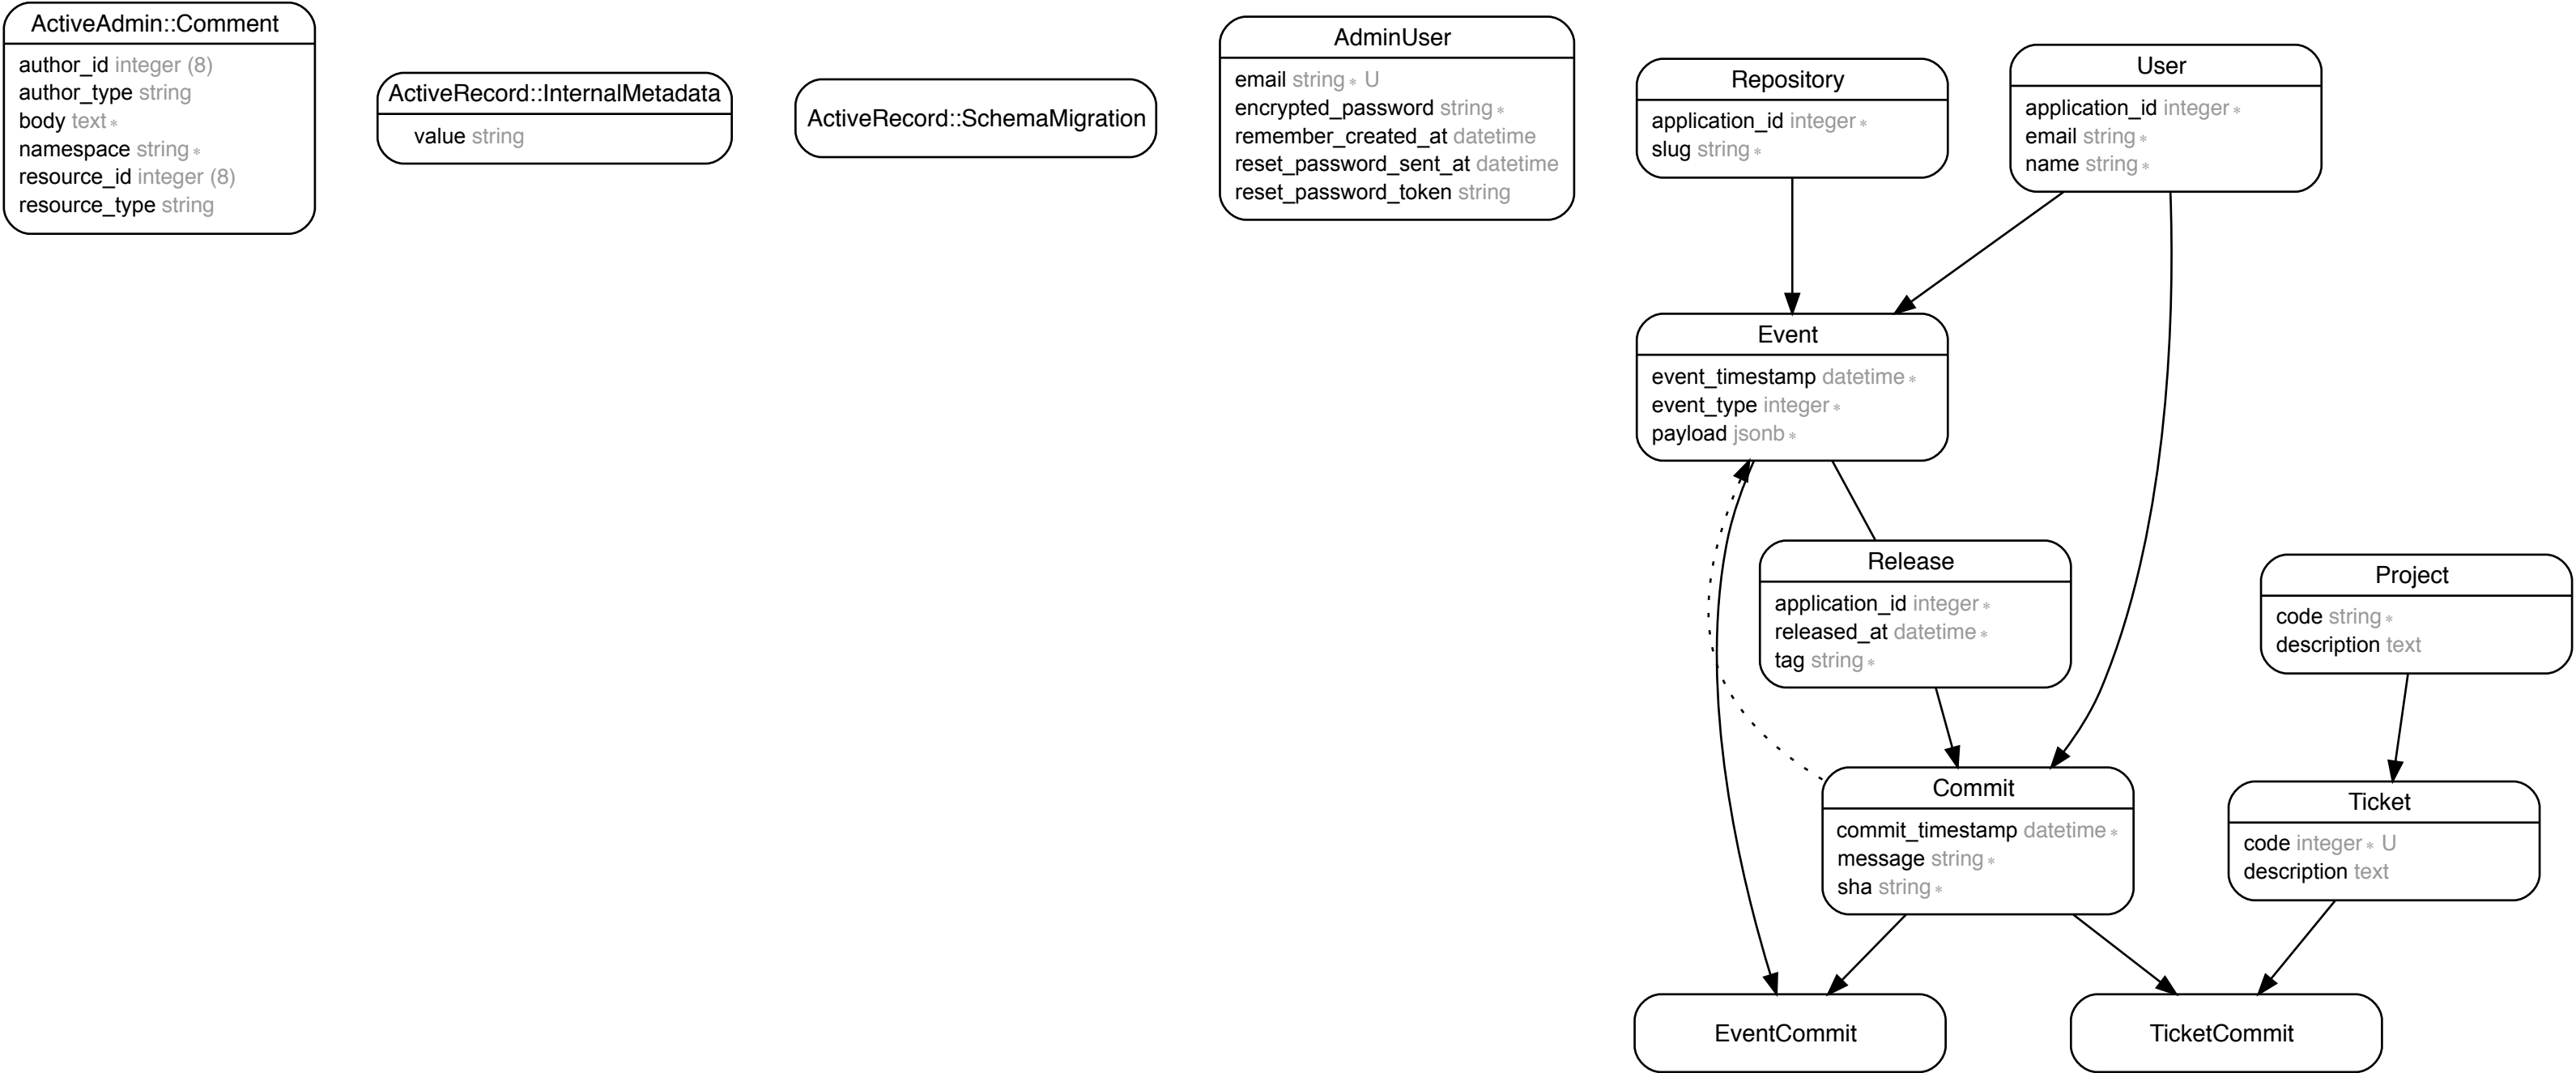 ActiveAdmin::Comment
author_id integer (8)
author_type string
body text *
namespace string *
resource_id integer (8)
resource_type string
ActiveRecord::InternalMetadata
value string
ActiveRecord::SchemaMigration
AdminUser
email string * U
encrypted_password string *
remember_created_at datetime
reset_password_sent_at datetime
reset_password_token string
Repository
application_id integer *
slug string *
User
application_id integer *
email string *
name string *
Event
event_timestamp datetime *
event_type integer *
payload jsonb *
Release
application_id integer *
released_at datetime *
tag string *
Project
code string *
description text
Commit
commit_timestamp datetime *
message string *
sha string *
Ticket
code integer * U
description text
EventCommit
TicketCommit